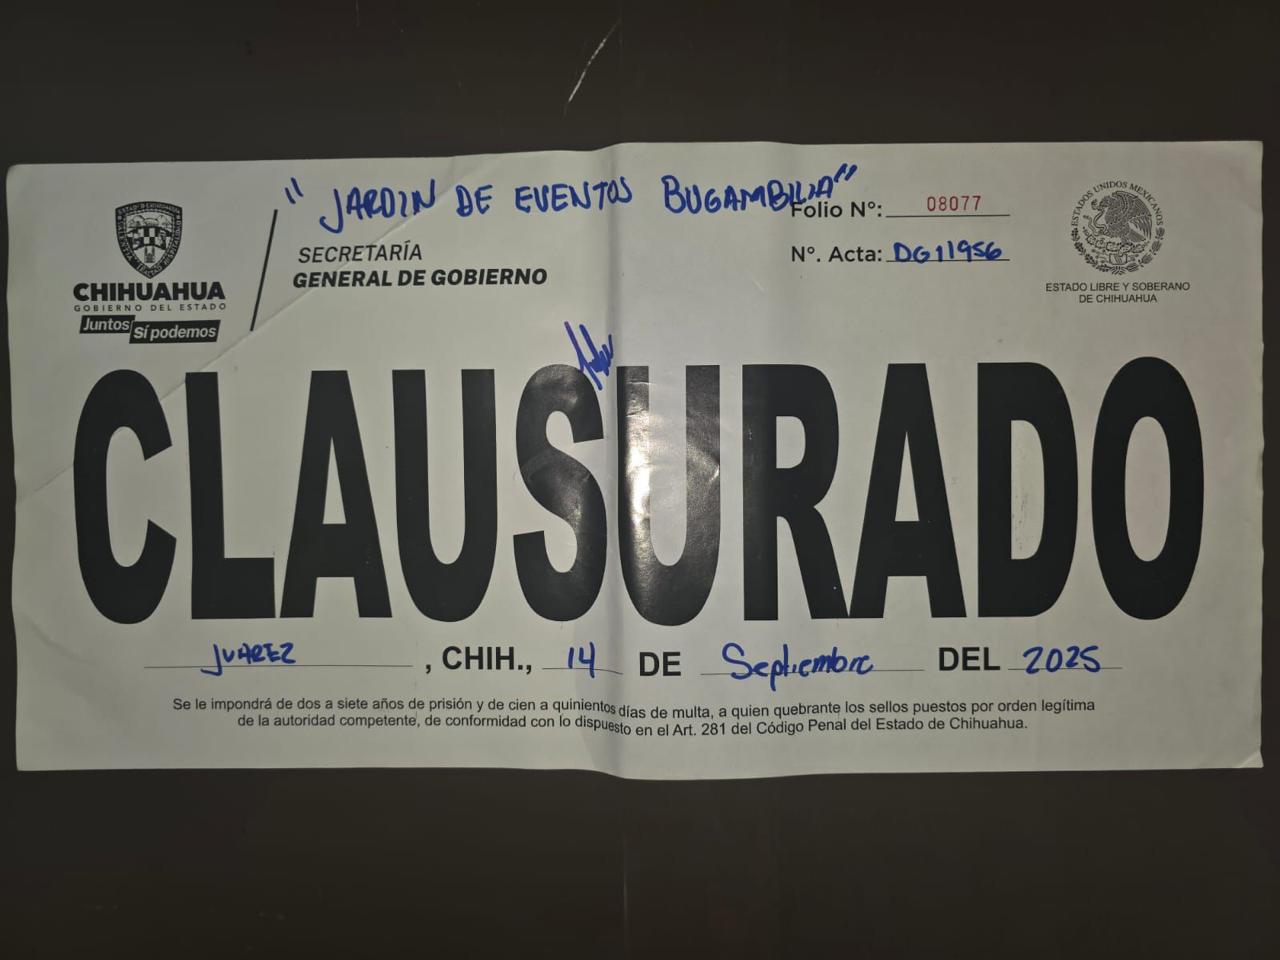 "JARDIN DE EVENTOS BUGAMBILIA"
Folio N°: 08077
N°. Acta: DG11956
SECRETARÍA
GENERAL DE GOBIERNO
CHIHUAHUA
GOBIERNO DEL ESTADO
Juntos
Sí podemos
ESTADOS UNIDOS MEXICANOS
ESTADO LIBRE Y SOBERANO
DE CHIHUAHUA
CLAUSURADO
JUAREZ, CHIH., 14 DE Septiembre DEL 2025
Se le impondrá de dos a siete años de prisión y de cien a quinientos días de multa, a quien quebrante los sellos puestos por orden legítima
de la autoridad competente, de conformidad con lo dispuesto en el Art. 281 del Código Penal del Estado de Chihuahua.